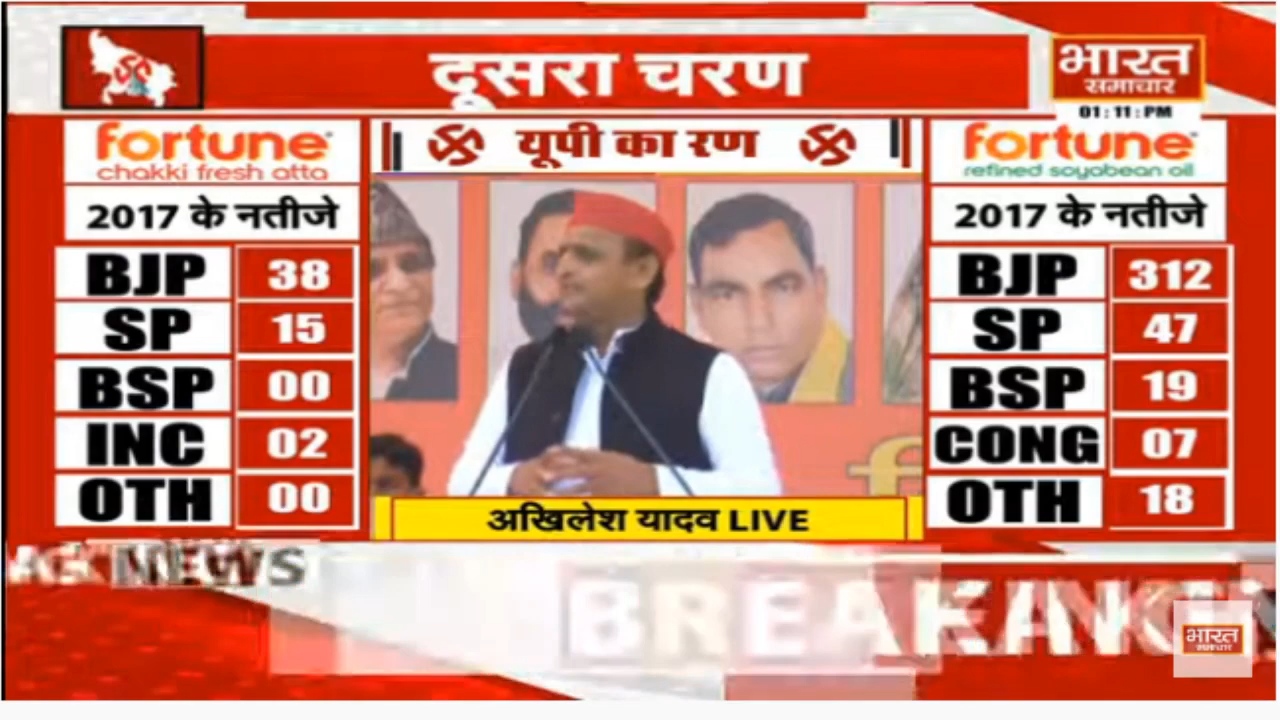 दूसरा चरण
भारत
समाचार
01:11:PM
fortune
chakki fresh atta
2017 के नतीजे
BJP 38
SP 15
BSP 00
INC 02
OTH 00
यूपी का रण
अखिलेश यादव LIVE
fortune
refined soyabean oil
2017 के नतीजे
BJP 312
SP 47
BSP 19
CONG 07
OTH 18
NEWS
भारत
समाचार